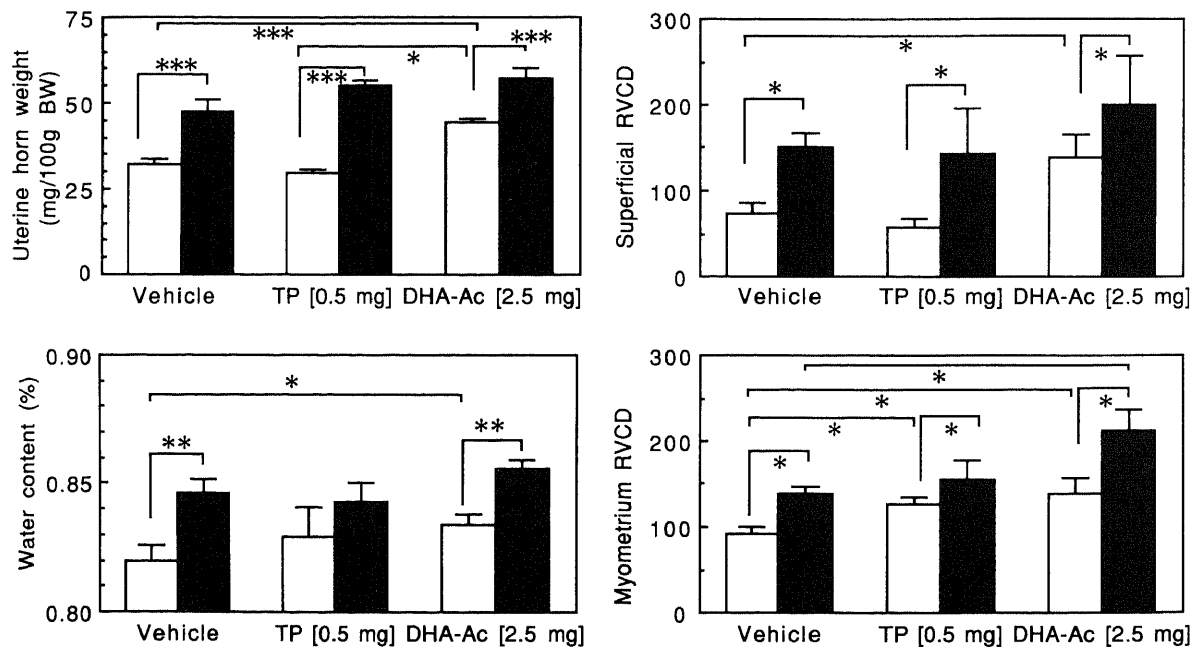 Uterine horn weight
(mg/100g BW)
75
50
25
0
***
***
***
*
***
Vehicle
TP [0.5 mg]
DHA-Ac [2.5 mg]
Superficial RVCD
300
200
100
0
*
*
*
*
Vehicle
TP [0.5 mg]
DHA-Ac [2.5 mg]
Water content (%)
0.90
0.85
0.80
*
**
**
Vehicle
TP [0.5 mg]
DHA-Ac [2.5 mg]
Myometrium RVCD
300
200
100
0
*
*
*
*
*
*
Vehicle
TP [0.5 mg]
DHA-Ac [2.5 mg]